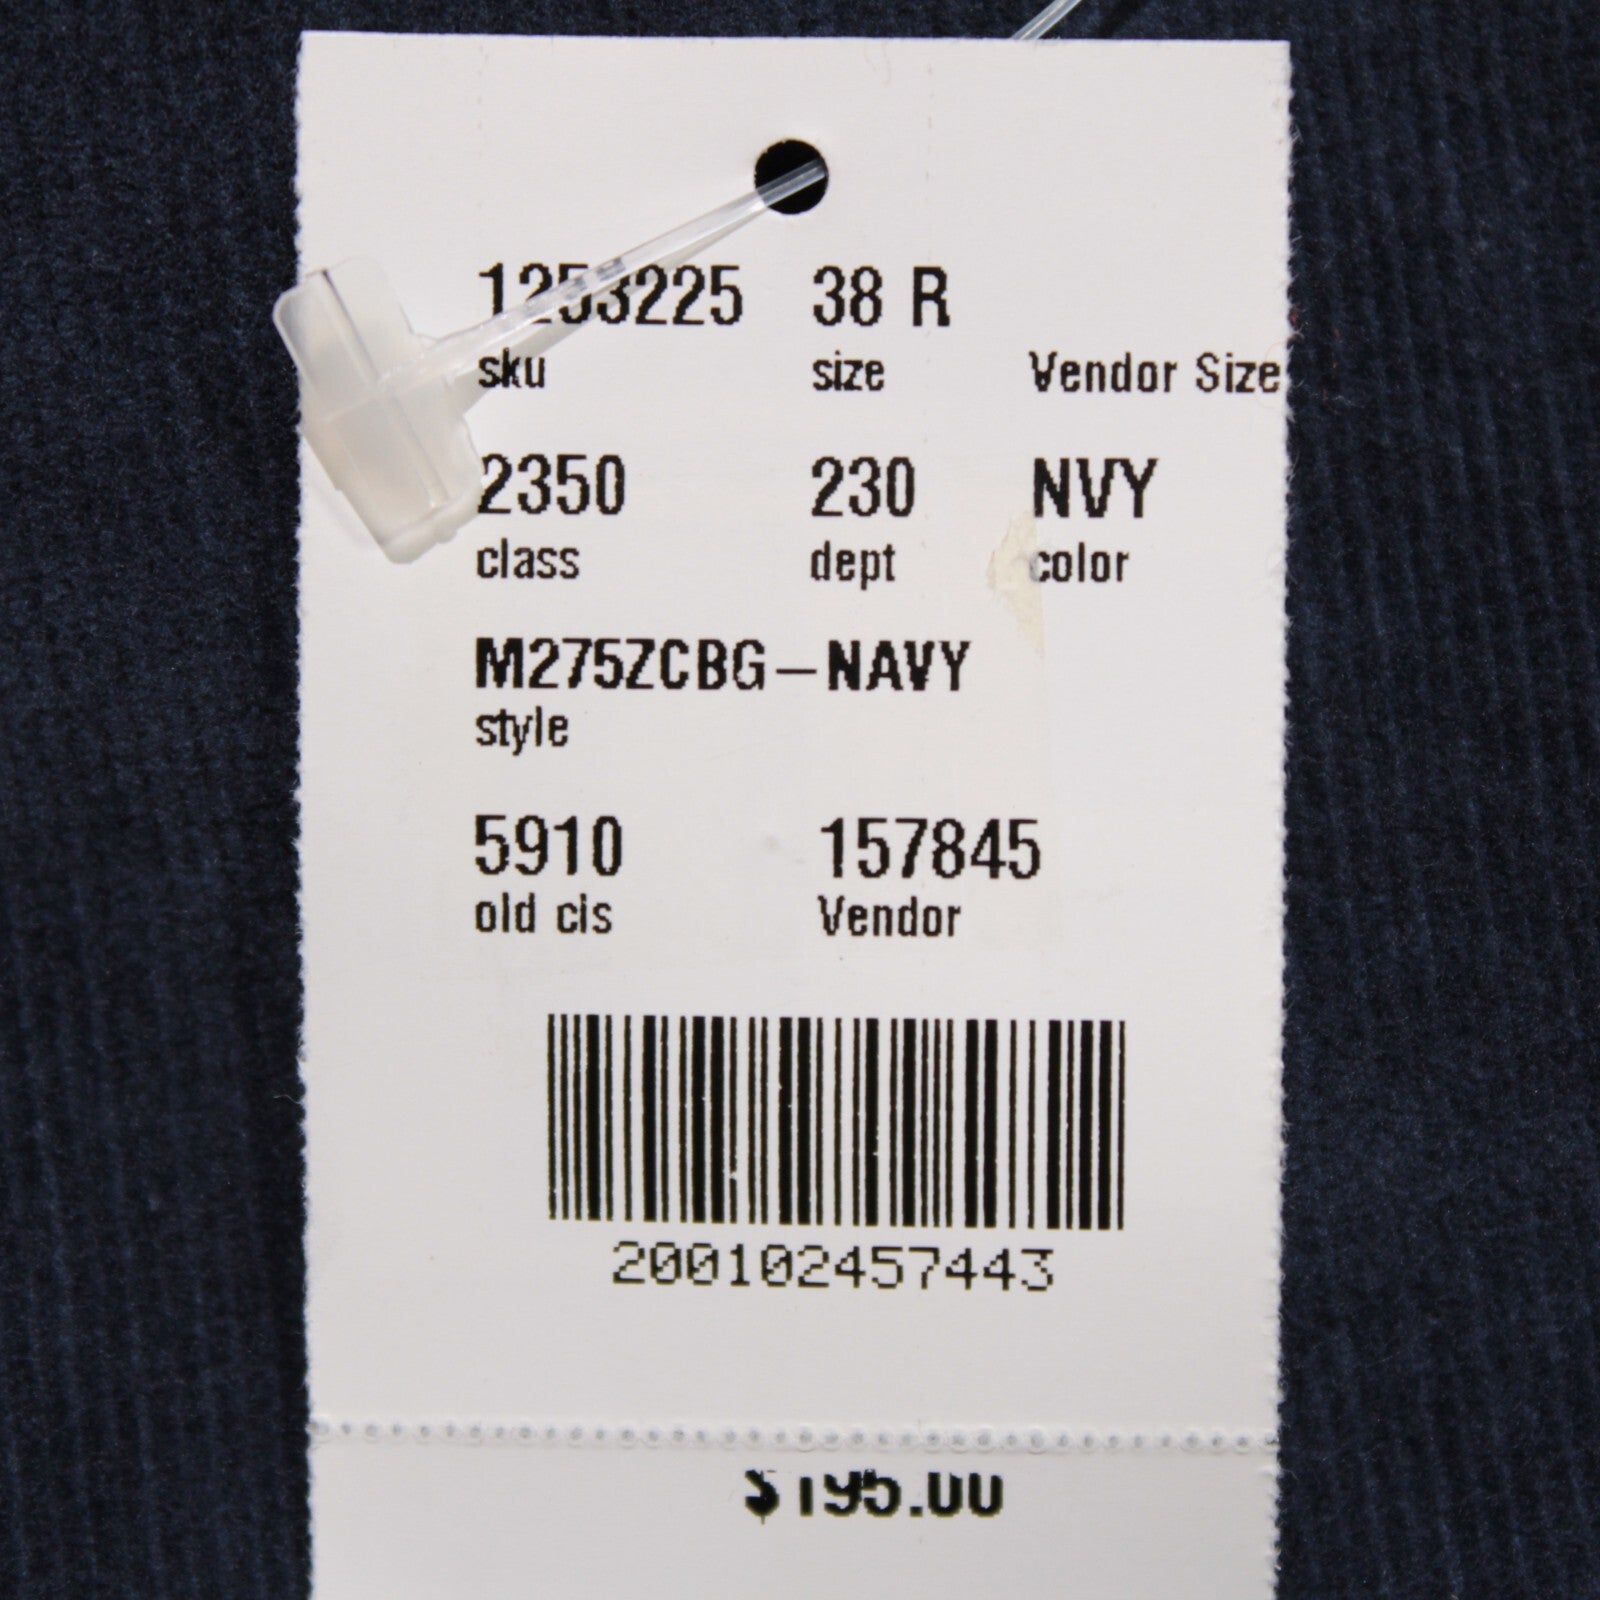 1253225 38 R
sku size Vendor Size
2350 230 NVY
class dept color
M275ZCBG-NAVY
style
5910 157845
old cls Vendor
200102457443
$195.00